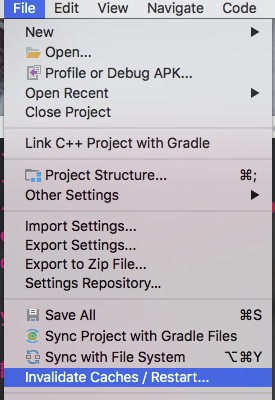 File Edit View Navigate Code
New
Open...
Profile or Debug APK...
Open Recent
Close Project
Link C++ Project with Gradle
Project Structure... ⌘;
Other Settings
Import Settings...
Export Settings...
Export to Zip File...
Settings Repository...
Save All ⌘S
Sync Project with Gradle Files
Sync with File System ⌥⌘Y
Invalidate Caches / Restart...